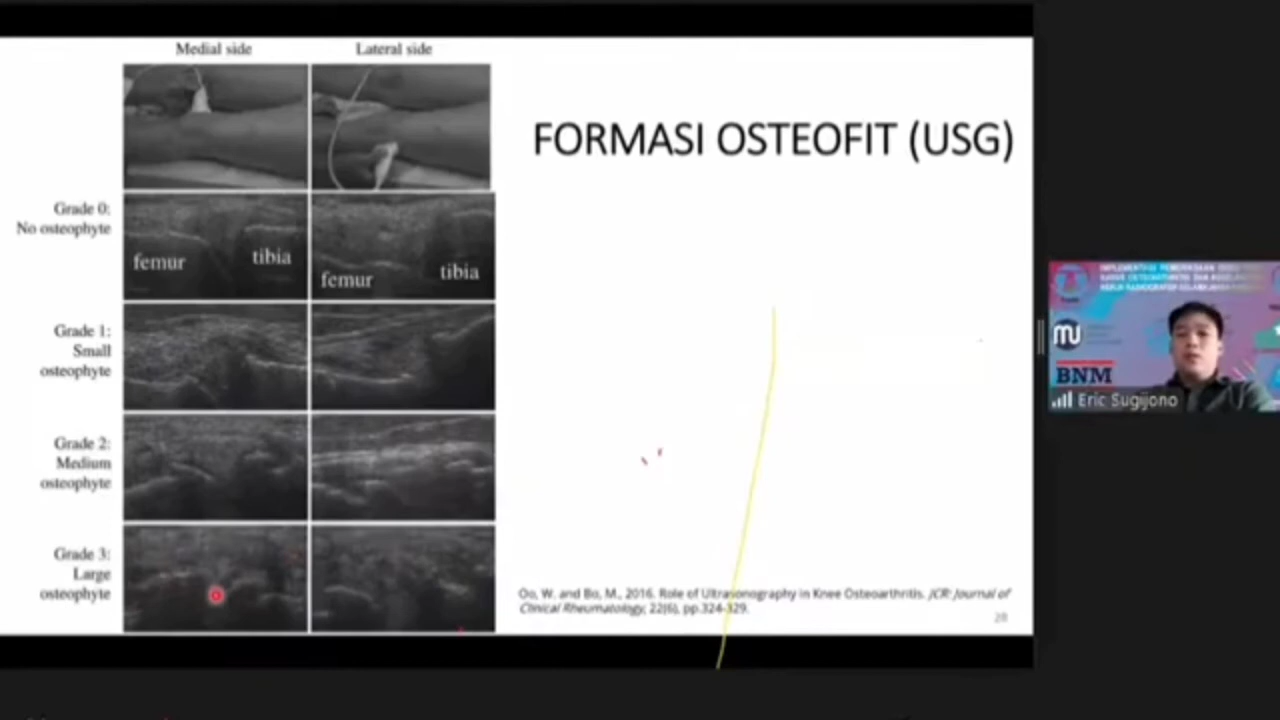 Medial side
Lateral side
FORMASI OSTEOFIT (USG)
Grade 0:
No osteophyte
femur
tibia
femur
tibia
Grade 1:
Small
osteophyte
Grade 2:
Medium
osteophyte
Grade 3:
Large
osteophyte
Oo, W. and Bo, M., 2016. Role of Ultrasonography in Knee Osteoarthritis. JCR: Journal of
Clinical Rheumatology, 22(6), pp.324-329.
28
BNM
Eric Sugijono